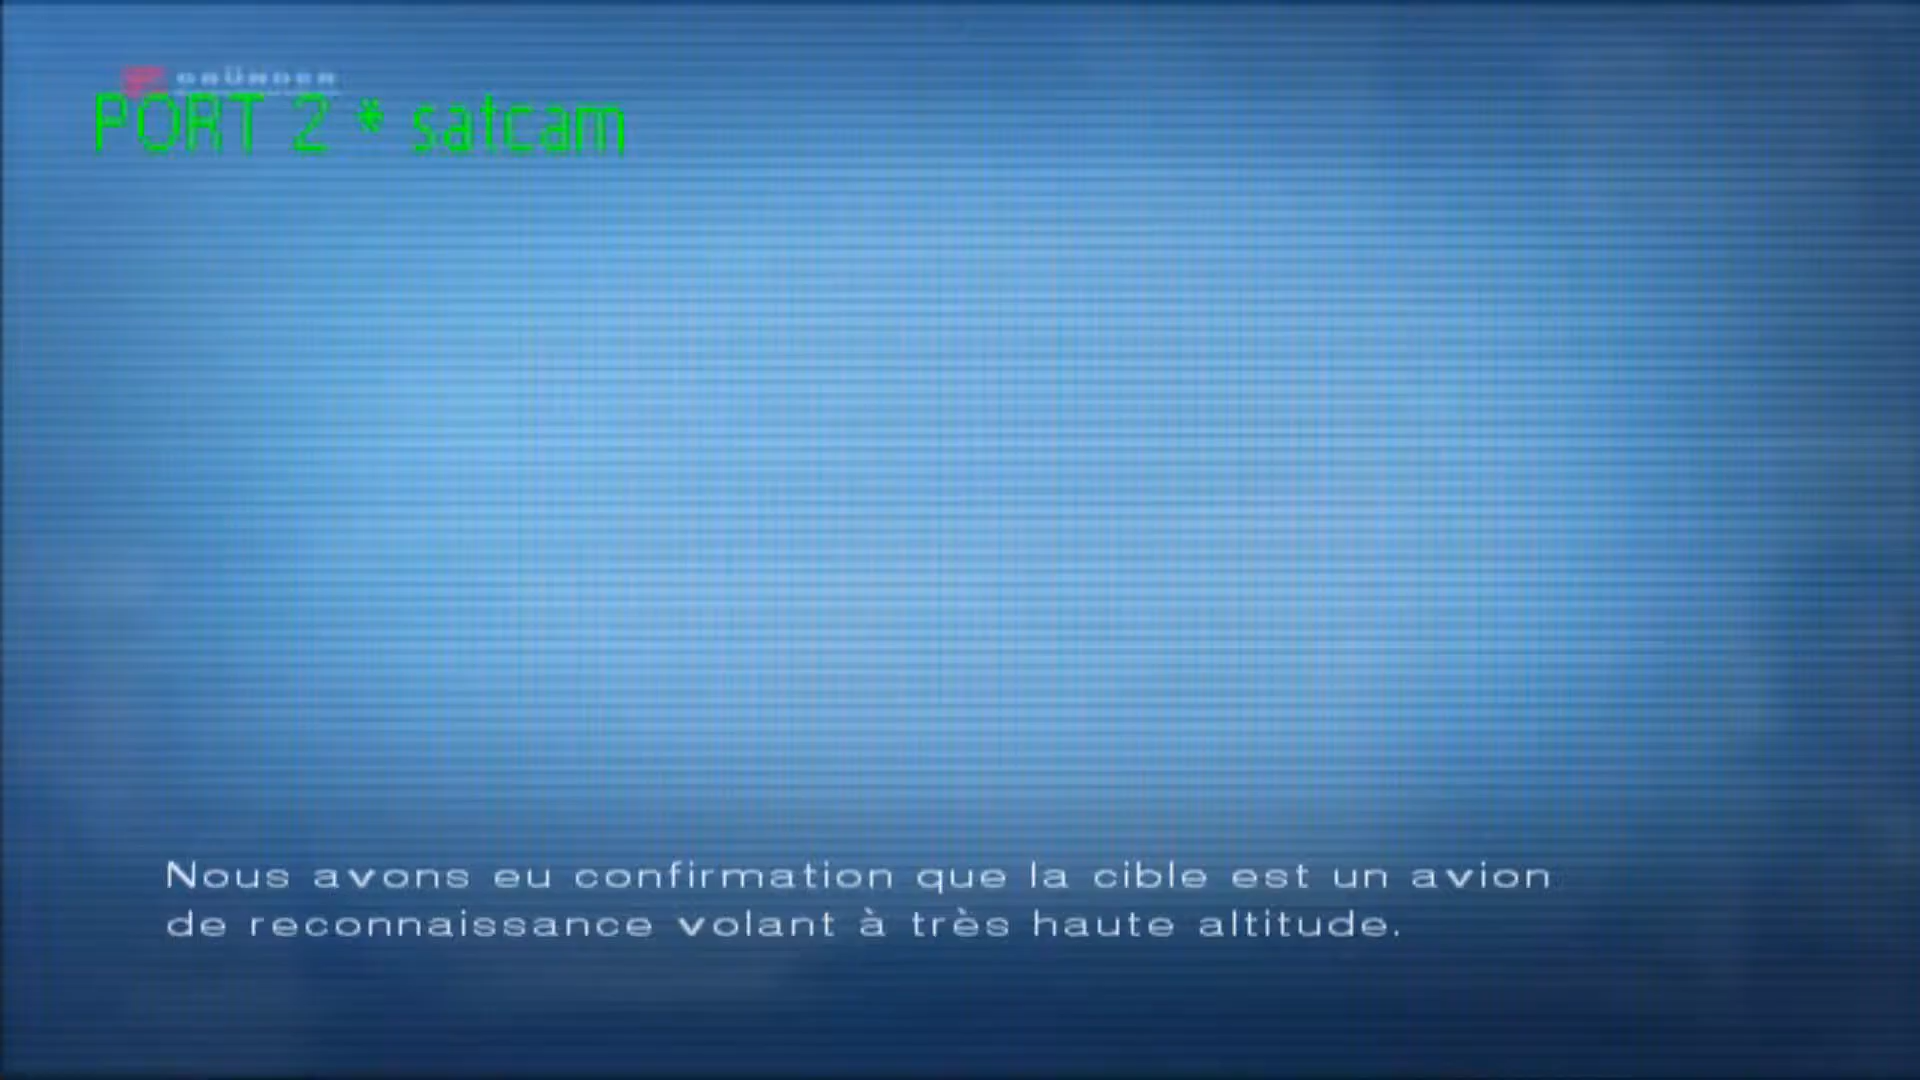 GRÜNDER
PORT 2 * satcam
Nous avons eu confirmation que la cible est un avion
de reconnaissance volant à très haute altitude.